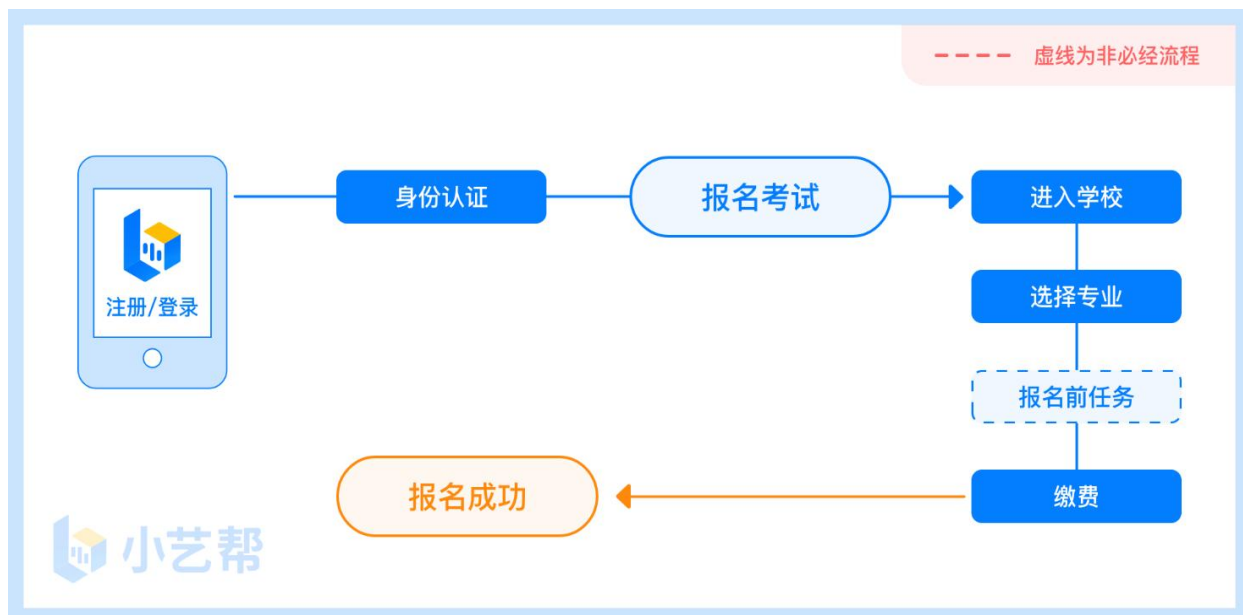 虚线为非必经流程
注册/登录
身份认证
报名考试
进入学校
选择专业
报名前任务
缴费
报名成功
小艺帮